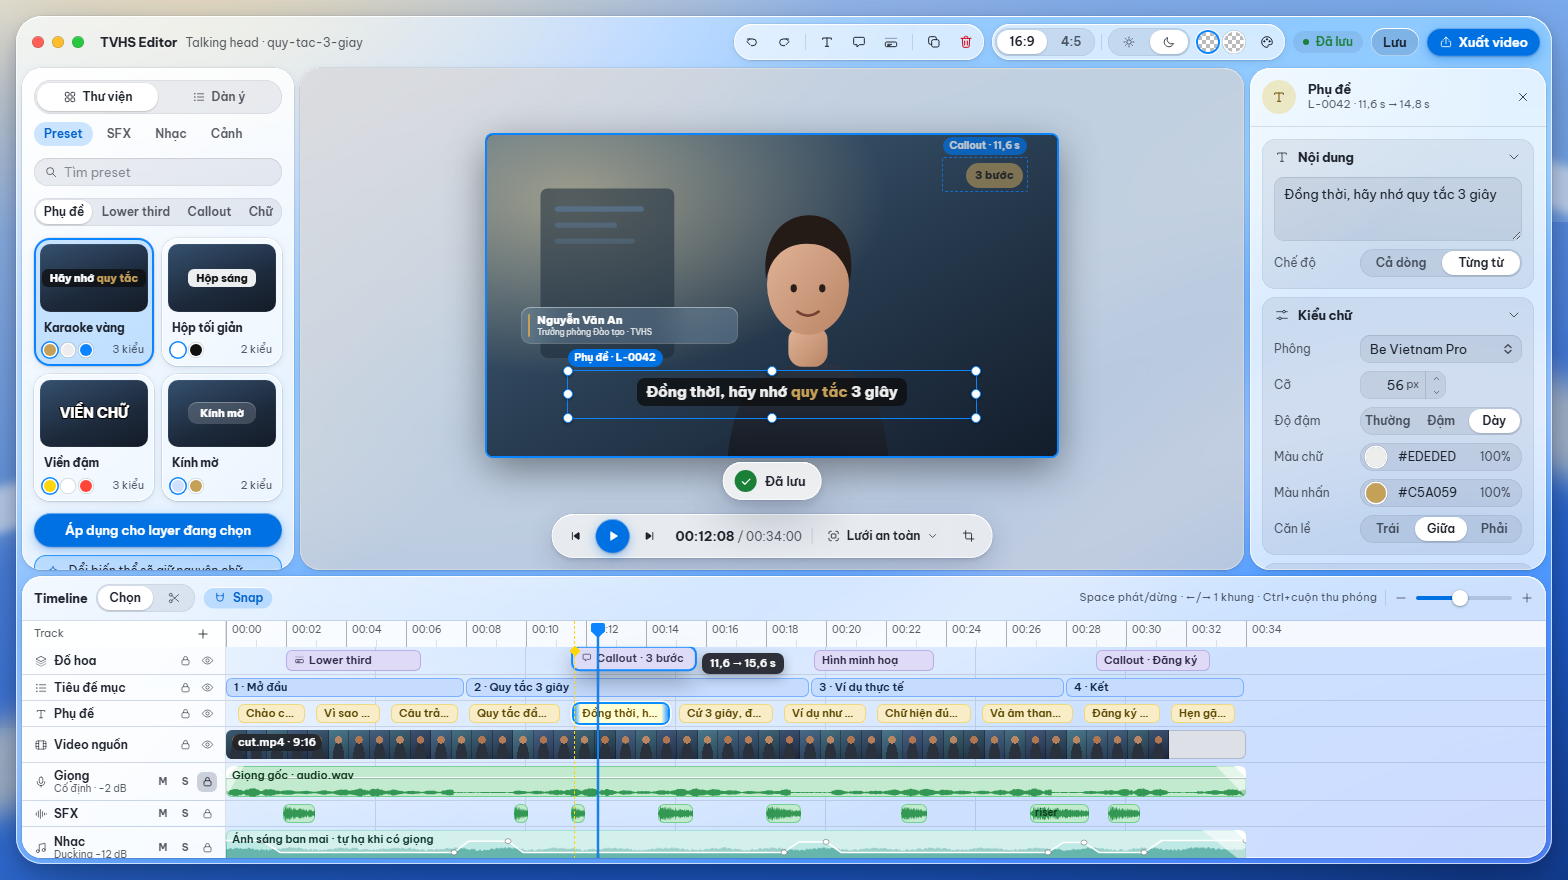 TVHS Editor Talking head · quy-tac-3-giay
16:9 4:5
Đã lưu Lưu Xuất video
Thư viện Dàn ý
Preset SFX Nhạc Cảnh
Tìm preset
Phụ đề Lower third Callout Chữ
Hãy nhớ quy tắc
Karaoke vàng
3 kiểu
Hộp sáng
Hộp tối giản
2 kiểu
VIỀN CHỮ
Viền đậm
3 kiểu
Kính mờ
Kính mờ
2 kiểu
Áp dụng cho layer đang chọn
Đổi biến thể sẽ giữ nguyên chữ
Callout · 11,6 s
3 bước
Nguyễn Văn An
Trưởng phòng Đào tạo · TVHS
Phụ đề · L-0042
Đồng thời, hãy nhớ quy tắc 3 giây
Đã lưu
00:12:08 / 00:34:00 Lưới an toàn
T Phụ đề
L-0042 · 11,6 s → 14,8 s
Nội dung
Đồng thời, hãy nhớ quy tắc 3 giây
Chế độ Cả dòng Từng từ
Kiểu chữ
Phông Be Vietnam Pro
Cỡ 56 px
Độ đậm Thường Đậm Dày
Màu chữ #EDEDED 100%
Màu nhấn #C5A059 100%
Căn lề Trái Giữa Phải
Timeline Chọn Snap
Space phát/dừng · ←/→ 1 khung · Ctrl+cuộn thu phóng
Track
00:00 00:02 00:04 00:06 00:08 00:10 :12 00:14 00:16 00:18 00:20 00:22 00:24 00:26 00:28 00:30 00:32 00:34
Đồ họa
Lower third Callout · 3 bước 11,6 → 15,6 s Hình minh hoạ Callout · Đăng ký
Tiêu đề mục
1 · Mở đầu 2 · Quy tắc 3 giây 3 · Ví dụ thực tế 4 · Kết
Phụ đề
Chào c... Vì sao ... Câu trả... Quy tắc đầ... Đồng thời, h... Cứ 3 giây, đ... Ví dụ như ... Chữ hiện đú... Và âm than... Đăng ký ... Hẹn gặ...
Video nguồn
cut.mp4 · 9:16
Giọng
Cố định · -2 dB
M S
Giọng gốc · audio.wav
SFX M S
riser
Nhạc
Ducking -12 dB
M S
Ánh sáng ban mai · tự hạ khi có giọng